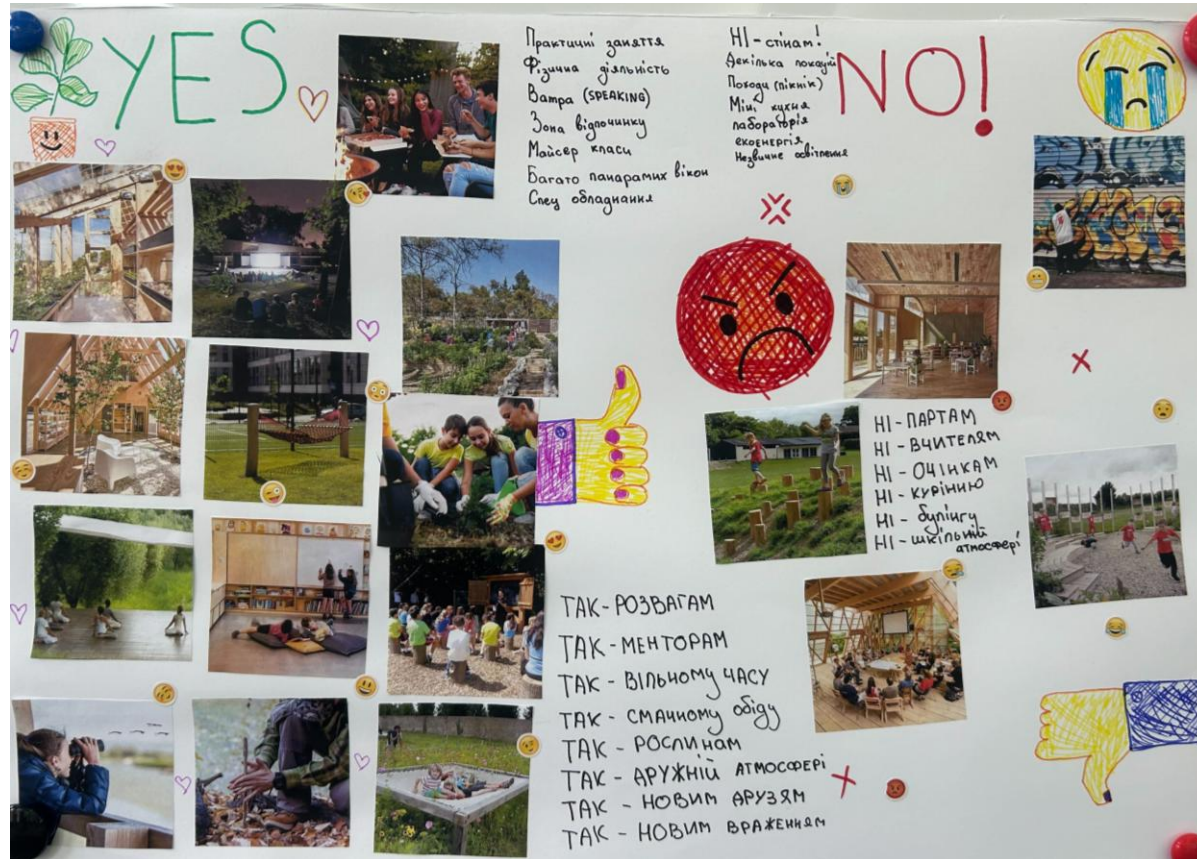 YES
Практичні заняття
Фізична діяльність
Ватра (SPEAKING)
Зона відпочинку
Майсер класи
Багато панарамих вікон
Спец обладнання
НІ - стінам!
Декілька локацій
Походи (пікнік)
Міні кухня
лабораторія
екоенергія
Незвичне освітлення
NO!
НІ - ПАРТАМ
НІ - ВЧИТЕЛЯМ
НІ - ОЧІНКАМ
НІ - КУРІННЮ
НІ - булінгу
НІ - шкільній
атмосфері
ТАК - РОЗВАГАМ
ТАК - МЕНТОРАМ
ТАК - ВІЛЬНОМУ ЧАСУ
ТАК - СМАЧНОМУ обіду
ТАК - РОСЛИНАМ
ТАК - ДРУЖНІЙ АТМОСФЕРІ
ТАК - НОВИМ ДРУЗЯМ
ТАК - НОВИМ ВРАЖЕННЯМ